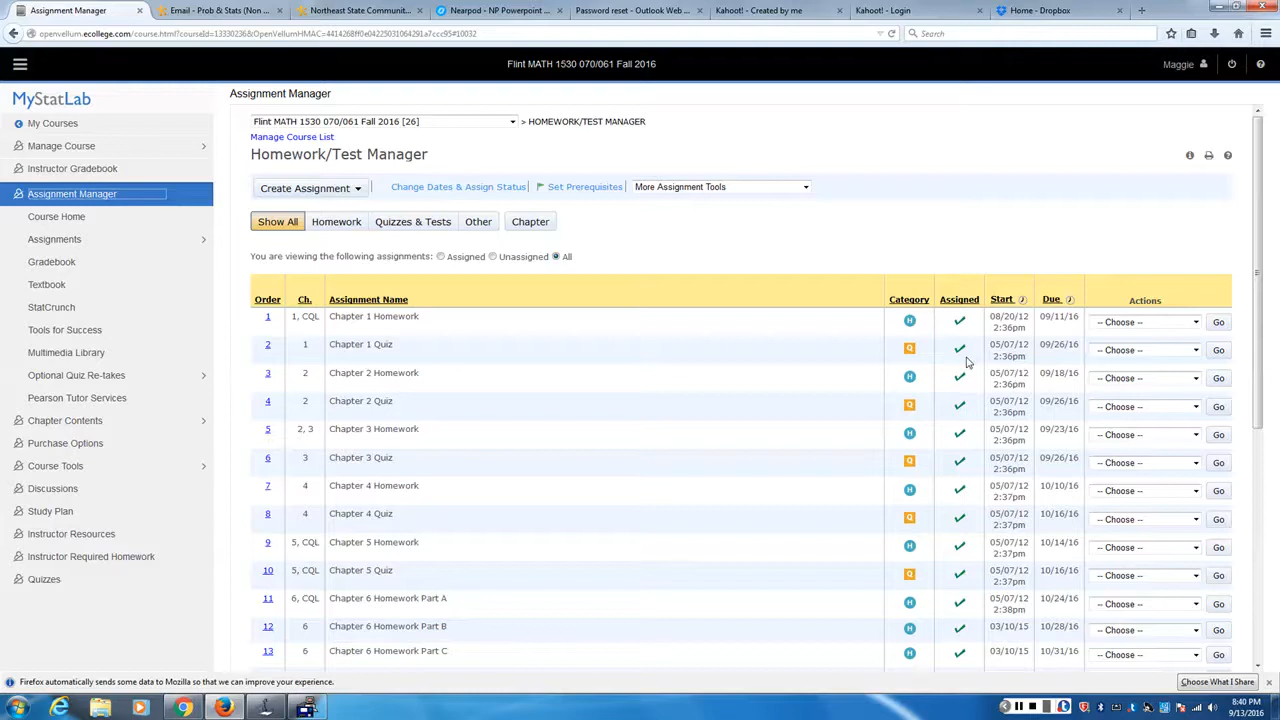 Assignment Manager
Email - Prob & Stats (Non
Northeast State Communit
Nearpod - NP Powerpoint
Password reset - Outlook Web
Kahoot! - Created by me
Kahoot! - Login
Home - Dropbox
openvellum.ecollege.com/course.html?courseId=13330236&OpenVellumHMAC=4414268ff0e04225031064291a7ccc95#10032
Search
Flint MATH 1530 070/061 Fall 2016
Maggie
MyStatLab
My Courses
Manage Course
Instructor Gradebook
Assignment Manager
Course Home
Assignments
Gradebook
Textbook
StatCrunch
Tools for Success
Multimedia Library
Optional Quiz Re-takes
Pearson Tutor Services
Chapter Contents
Purchase Options
Course Tools
Discussions
Study Plan
Instructor Resources
Instructor Required Homework
Quizzes
Assignment Manager
Flint MATH 1530 070/061 Fall 2016 [26] > HOMEWORK/TEST MANAGER
Manage Course List
Homework/Test Manager
Create Assignment Change Dates & Assign Status Set Prerequisites More Assignment Tools
Show All Homework Quizzes & Tests Other Chapter
You are viewing the following assignments: Assigned Unassigned All
Order Ch. Assignment Name Category Assigned Start Due Actions
1 1, CQL Chapter 1 Homework H 08/20/12 2:36pm 09/11/16 -- Choose -- Go
2 1 Chapter 1 Quiz Q 05/07/12 2:36pm 09/26/16 -- Choose -- Go
3 2 Chapter 2 Homework H 05/07/12 2:36pm 09/18/16 -- Choose -- Go
4 2 Chapter 2 Quiz Q 05/07/12 2:36pm 09/26/16 -- Choose -- Go
5 2, 3 Chapter 3 Homework H 05/07/12 2:36pm 09/23/16 -- Choose -- Go
6 3 Chapter 3 Quiz Q 05/07/12 2:36pm 09/26/16 -- Choose -- Go
7 4 Chapter 4 Homework H 05/07/12 2:37pm 10/10/16 -- Choose -- Go
8 4 Chapter 4 Quiz Q 05/07/12 2:37pm 10/16/16 -- Choose -- Go
9 5, CQL Chapter 5 Homework H 05/07/12 2:37pm 10/14/16 -- Choose -- Go
10 5, CQL Chapter 5 Quiz Q 05/07/12 2:37pm 10/16/16 -- Choose -- Go
11 6, CQL Chapter 6 Homework Part A H 05/07/12 2:38pm 10/24/16 -- Choose -- Go
12 6 Chapter 6 Homework Part B H 03/10/15 10/28/16 -- Choose -- Go
13 6 Chapter 6 Homework Part C H 03/10/15 10/31/16 -- Choose -- Go
Firefox automatically sends some data to Mozilla so that we can improve your experience.
Choose What I Share
8:40 PM
9/13/2016